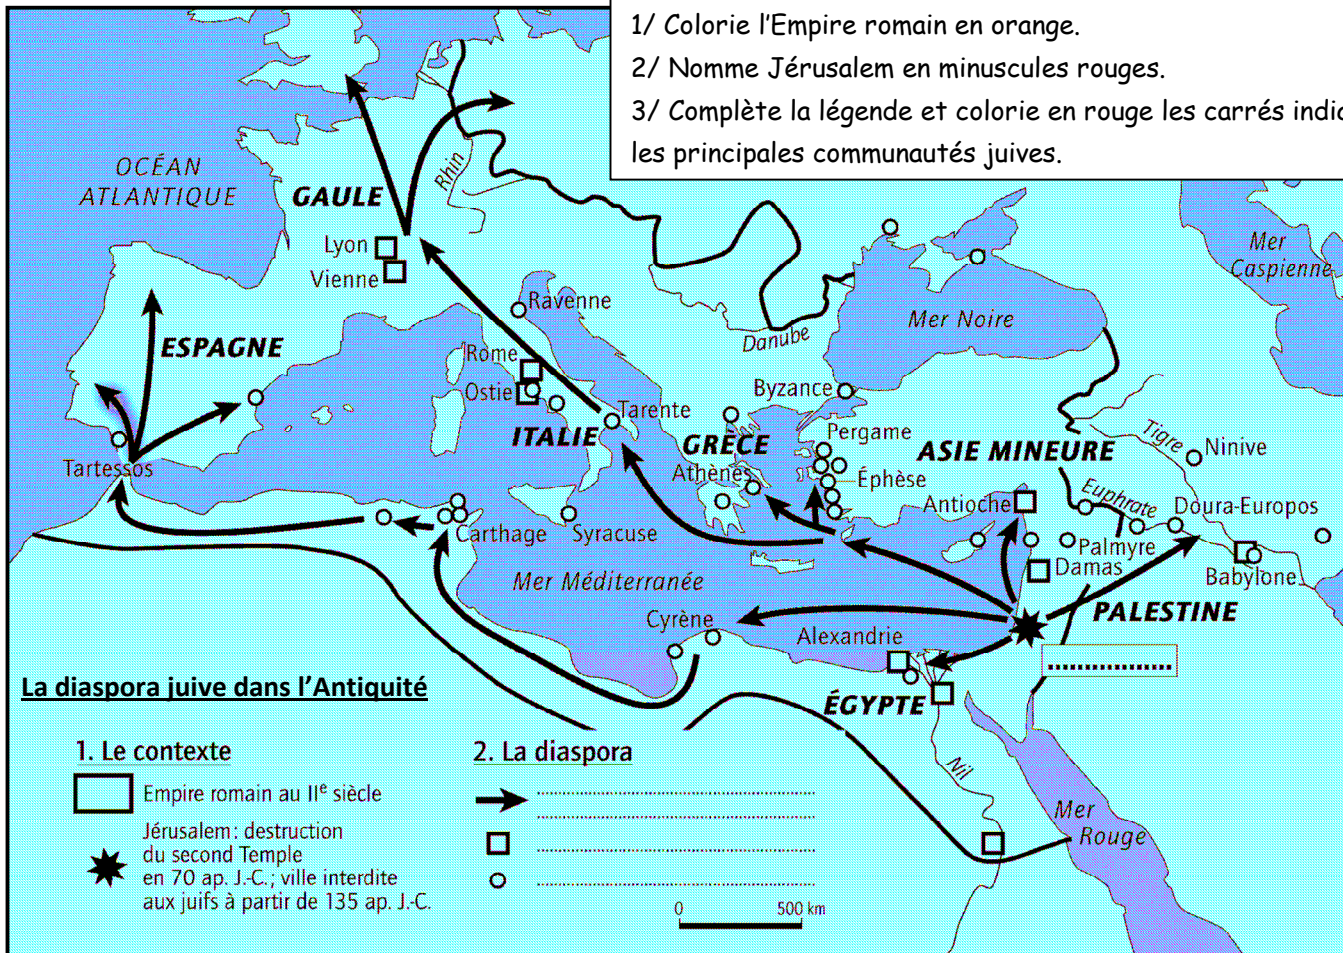 1/ Colorie l'Empire romain en orange.
2/ Nomme Jérusalem en minuscules rouges.
3/ Complète la légende et colorie en rouge les carrés indic
les principales communautés juives.
OCÉAN
ATLANTIQUE
GAULE
Rhin
Lyon
Vienne
Mer
Caspienne
Ravenne
Mer Noire
Danube
ESPAGNE
Rome
Ostie
Byzance
Tarente
ITALIE
GRÈCE
Pergame
ASIE MINEURE
Tigre
Ninive
Tartessos
Athènes
Éphèse
Antioche
Euphrate
Doura-Europos
Carthage
Syracuse
Palmyre
Damas
Babylone
Mer Méditerranée
PALESTINE
Cyrène
Alexandrie
ÉGYPTE
Nil
Mer
Rouge
La diaspora juive dans l'Antiquité
1. Le contexte
Empire romain au IIe siècle
Jérusalem : destruction
du second Temple
en 70 ap. J.-C. ; ville interdite
aux juifs à partir de 135 ap. J.-C.
2. La diaspora
0 500 km